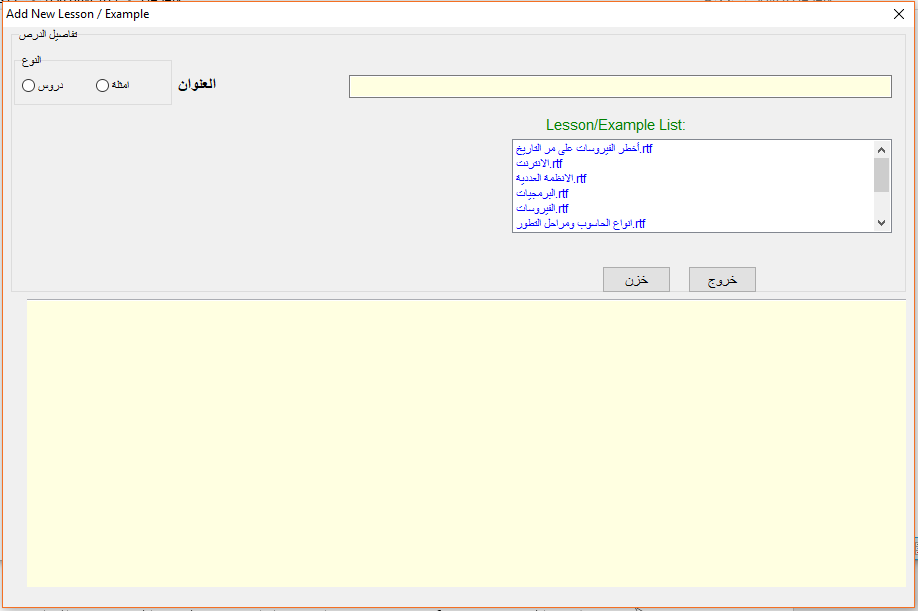 Add New Lesson / Example
تفاصيل الدرص
النوع
دروس
امثلة
العنوان
Lesson/Example List:
أخطر الفيروسات على مر التاريخ.rtf
الانترنت.rtf
الانظمة العددية.rtf
البرمجيات.rtf
الفيروسات.rtf
انواع الحاسوب ومراحل التطور.rtf
خزن
خروج